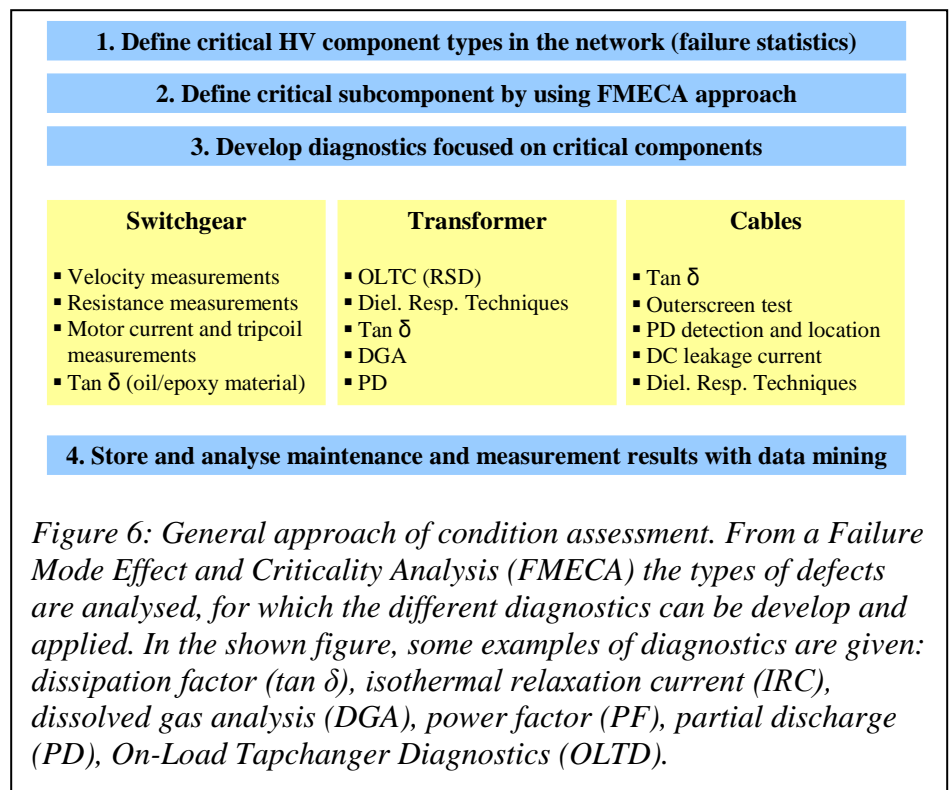 1. Define critical HV component types in the network (failure statistics)
2. Define critical subcomponent by using FMECA approach
3. Develop diagnostics focused on critical components
Switchgear
▪ Velocity measurements
▪ Resistance measurements
▪ Motor current and tripcoil
measurements
▪ Tan δ (oil/epoxy material)
Transformer
▪ OLTC (RSD)
▪ Diel. Resp. Techniques
▪ Tan δ
▪ DGA
▪ PD
Cables
▪ Tan δ
▪ Outerscreen test
▪ PD detection and location
▪ DC leakage current
▪ Diel. Resp. Techniques
4. Store and analyse maintenance and measurement results with data mining
Figure 6: General approach of condition assessment. From a Failure
Mode Effect and Criticality Analysis (FMECA) the types of defects
are analysed, for which the different diagnostics can be develop and
applied. In the shown figure, some examples of diagnostics are given:
dissipation factor (tan δ), isothermal relaxation current (IRC),
dissolved gas analysis (DGA), power factor (PF), partial discharge
(PD), On-Load Tapchanger Diagnostics (OLTD).